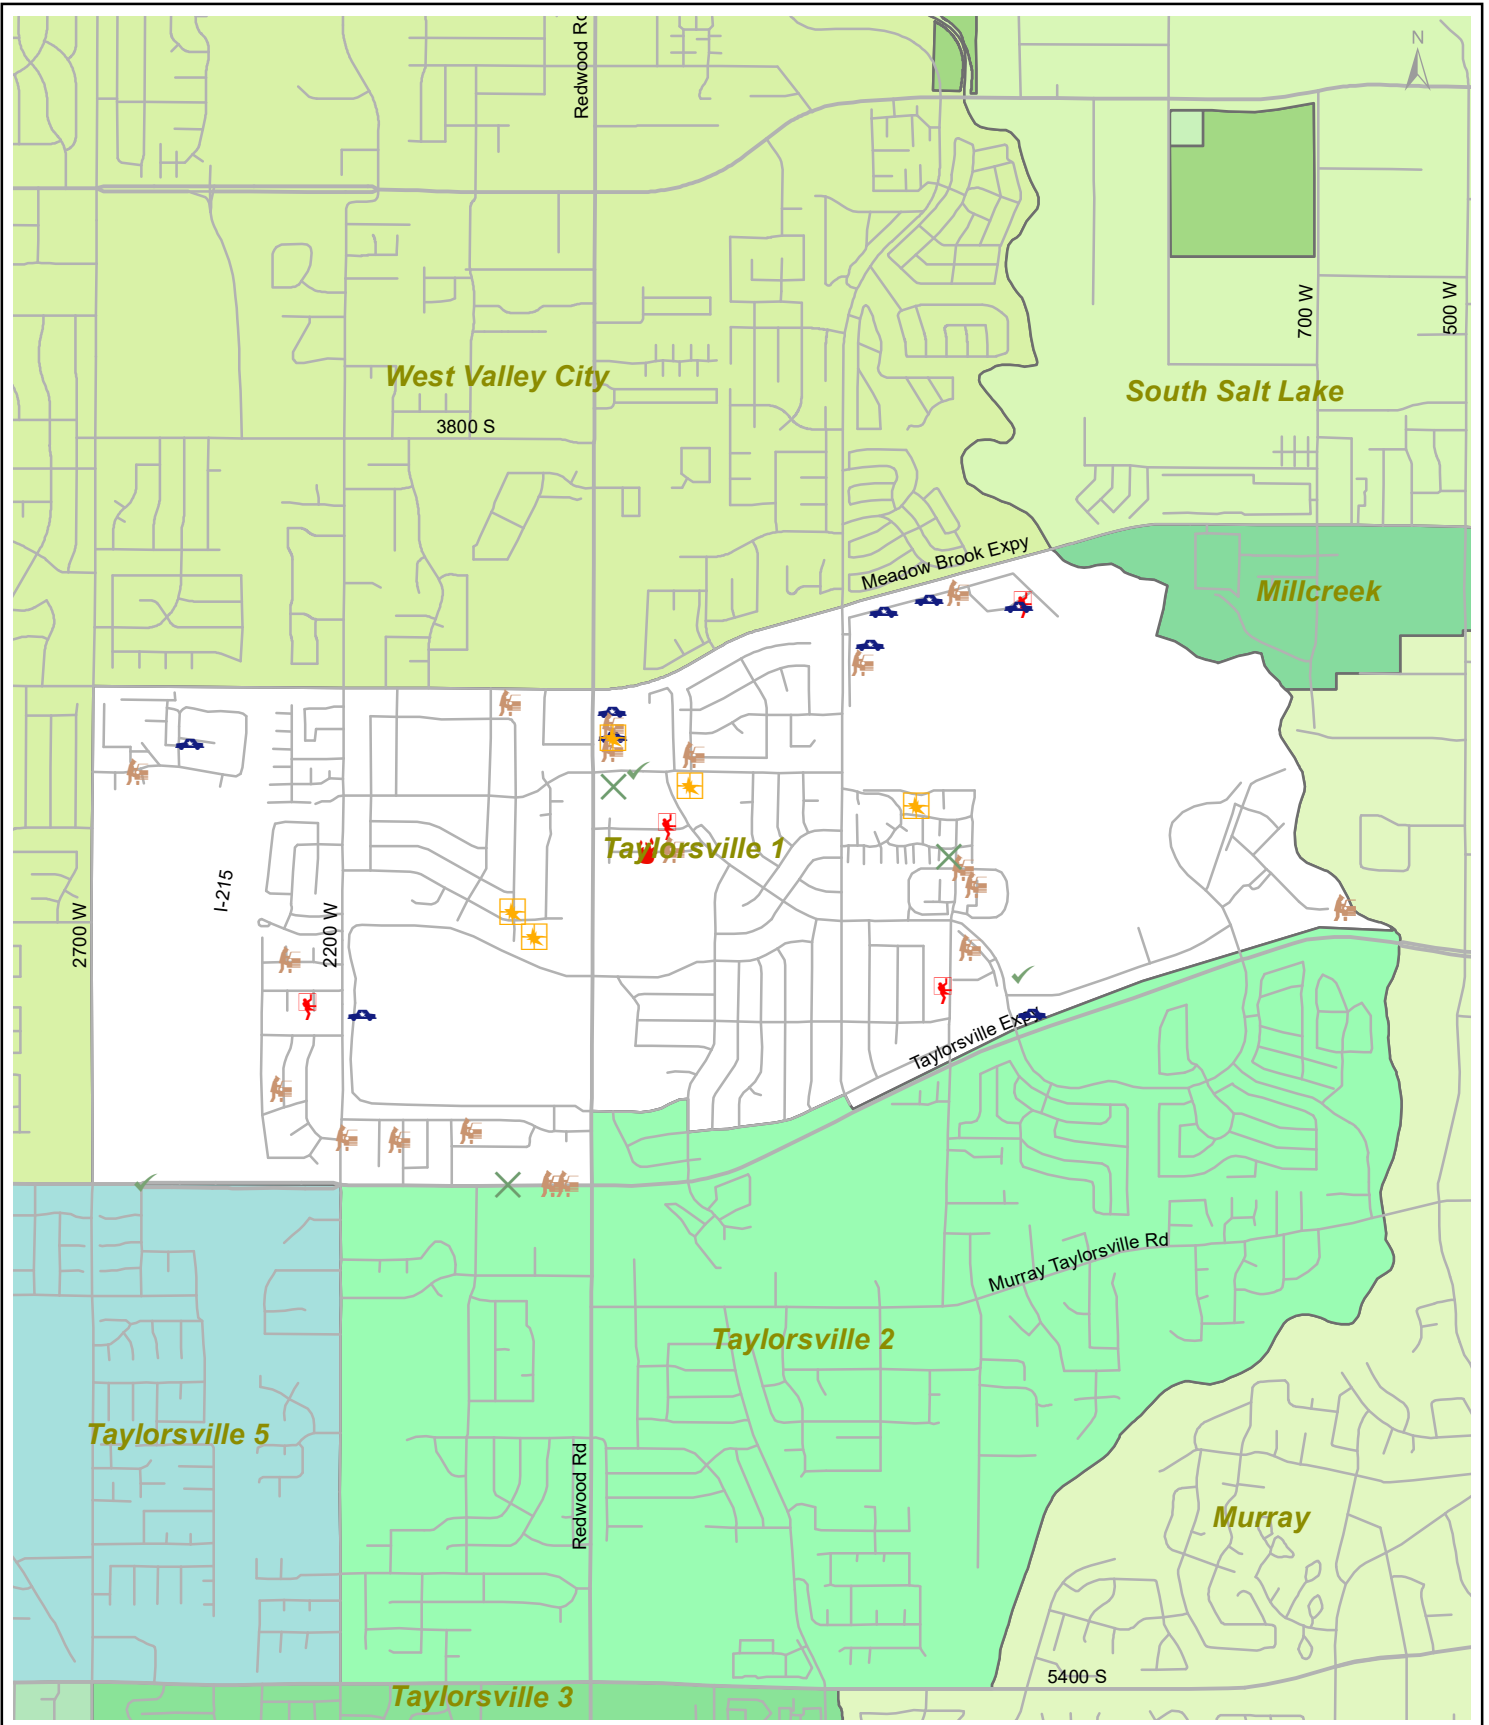 Redwood Rd
N
700 W
500 W
West Valley City
South Salt Lake
3800 S
Meadow Brook Expy
Millcreek
Taylorsville 1
I-215
2700 W
2200 W
Taylorsville Expy
Murray Taylorsville Rd
Taylorsville 2
Taylorsville 5
Redwood Rd
Murray
5400 S
Taylorsville 3